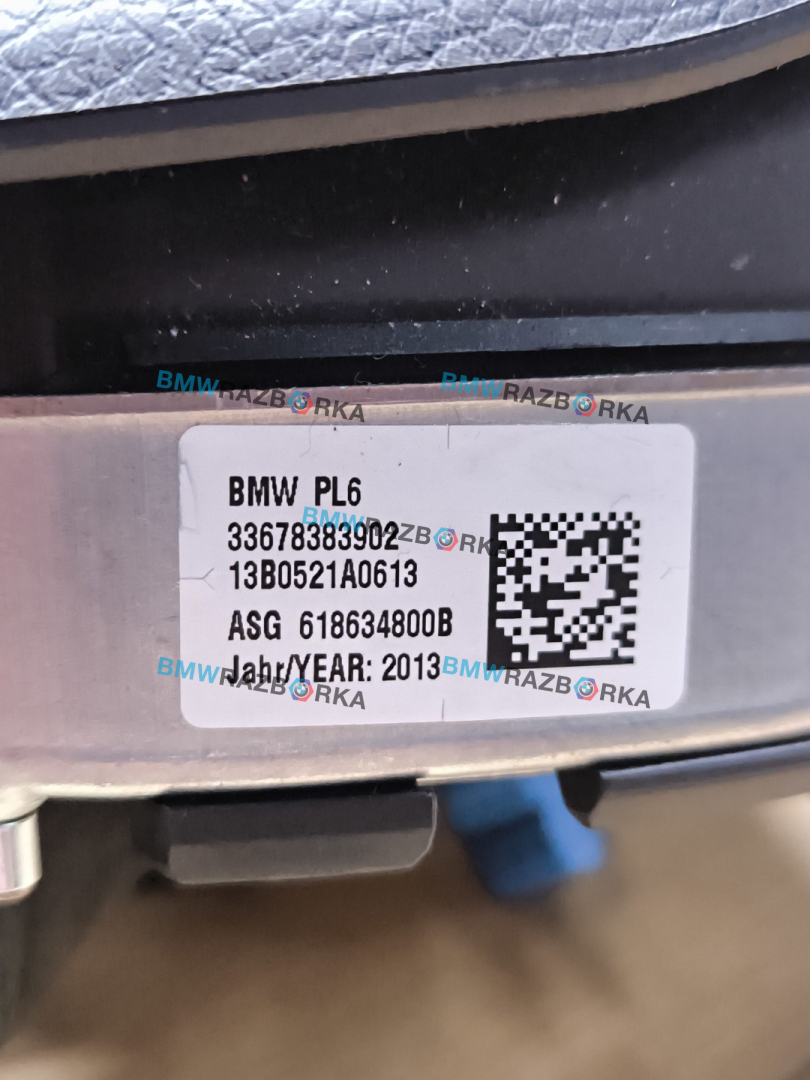 BMWRAZBORKA
BMWRAZBORKA
BMW PL6
BMWRAZBORKA
33678383902
13B0521A0613
ASG 618634800B
Jahr/YEAR: 2013
BMWRAZBORKA
BMWRAZBORKA